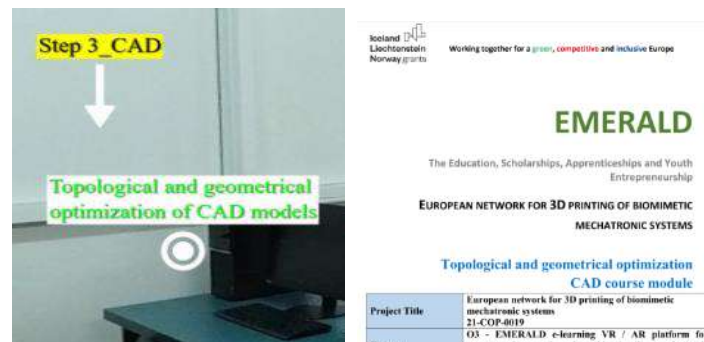 Step 3_CAD
Topological and geometrical
optimization of CAD models
Iceland
Liechtenstein
Norway grants
Working together for a green, competitive and inclusive Europe
EMERALD
The Education, Scholarships, Apprenticeships and Youth
Entrepreneurship
EUROPEAN NETWORK FOR 3D PRINTING OF BIOMIMETIC
MECHATRONIC SYSTEMS
Topological and geometrical optimization
CAD course module
Project Title
European network for 3D printing of biomimetic
mechatronic systems
21-COP-0019
O3 - EMERALD e-learning VR / AR platform fo